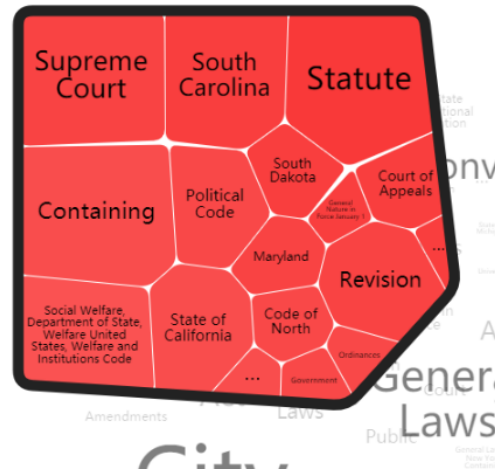 Supreme
Court
South
Carolina
Statute
South
Dakota
Court of
Appeals
Containing
Political
Code
General
Nature in
Force January 1
Maryland
...
Revision
Social Welfare,
Department of State,
Welfare United
States, Welfare and
Institutions Code
State of
California
Code of
North
Ordinances
...
Government
General
Laws
Court
Amendments
Laws
Public
City